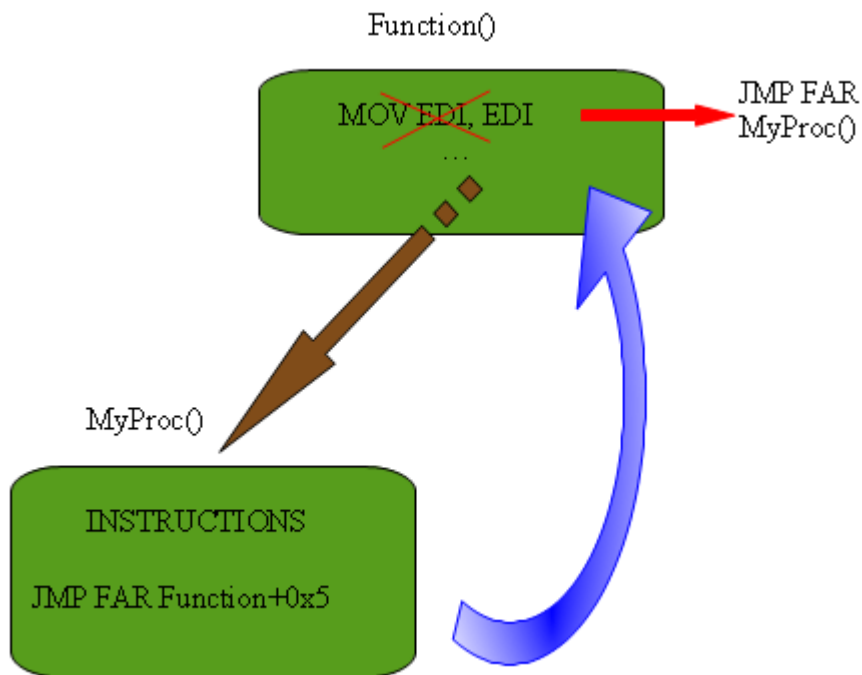 Function()
MOV EDI, EDI
...
JMP FAR
MyProc()
MyProc()
INSTRUCTIONS
JMP FAR Function+0x5